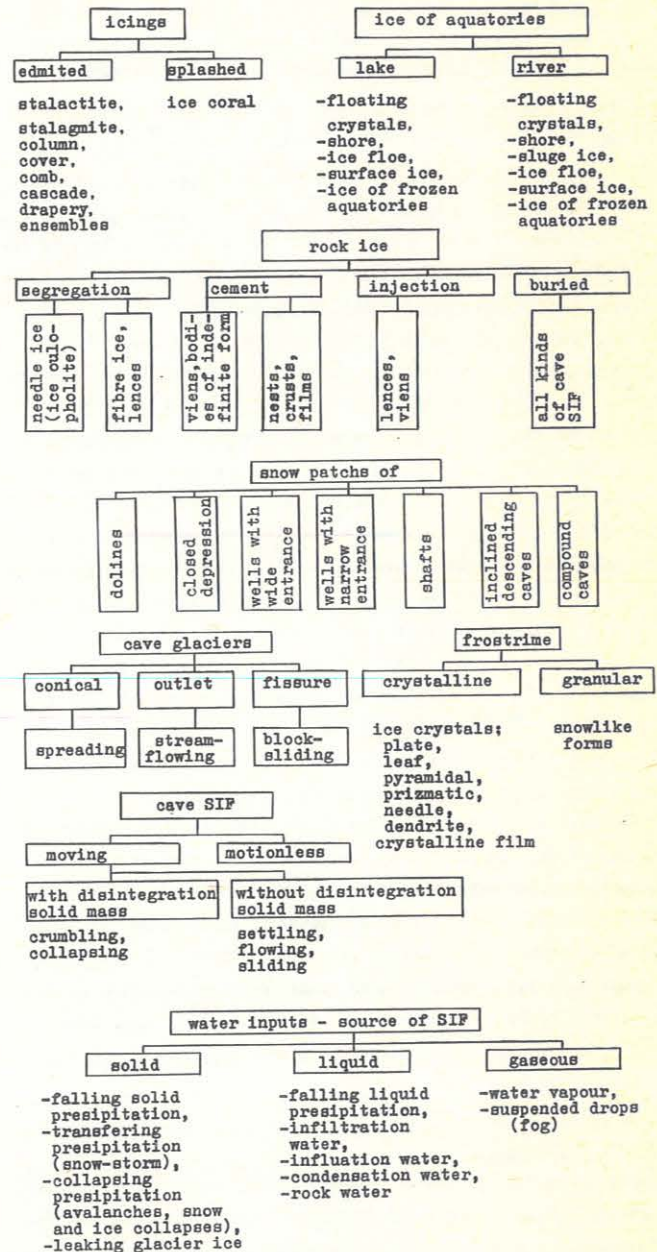 icings
ice of aquatories
edmited
splashed
lake
river
stalactite,
stalagmite,
column,
cover,
comb,
cascade,
drapery,
ensembles
ice coral
-floating
crystals,
-shore,
-ice floe,
-surface ice,
-ice of frozen
aquatories
-floating
crystals,
-shore,
-sluge ice,
-ice floe,
-surface ice,
-ice of frozen
aquatories
rock ice
segregation
cement
injection
buried
needle ice
(ice oulo-
pholite)
fibre ice,
lences
viens, bodi-
es of inde-
finite form
nests,
crusts,
films
lences,
viens
all kinds
of cave
SIF
snow patchs of
dolines
closed
depression
wells with
wide
entrance
wells with
narrow
entrance
shafts
inclined
descending
caves
compound
caves
cave glaciers
frostrime
conical
outlet
fissure
crystalline
granular
spreading
stream-
flowing
block-
sliding
ice crystals;
plate,
leaf,
pyramidal,
prizmatic,
needle,
dendrite,
crystalline film
snowlike
forms
cave SIF
moving
motionless
with disintegration
solid mass
without disintegration
solid mass
crumbling,
collapsing
settling,
flowing,
sliding
water inputs - source of SIF
solid
liquid
gaseous
-falling solid
presipitation,
-transfering
presipitation
(snow-storm),
-collapsing
presipitation
(avalanches, snow
and ice collapses),
-leaking glacier ice
-falling liquid
presipitation,
-infiltration
water,
-influation water,
-condensation water,
-rock water
-water vapour,
-suspended drops
(fog)